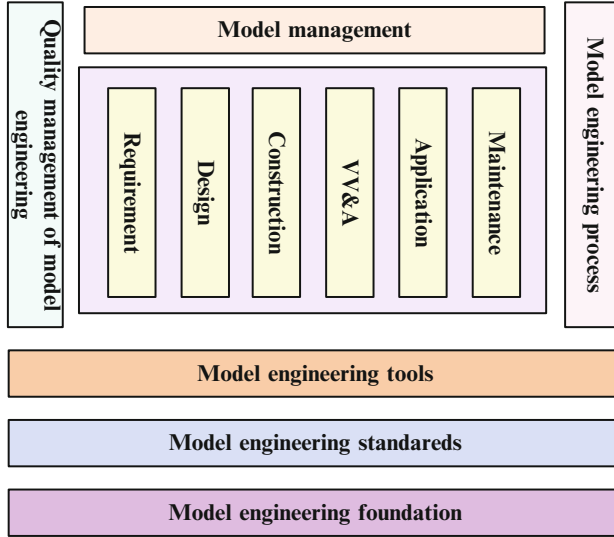 Quality management of model
engineering
Model management
Requirement
Design
Construction
VV&A
Application
Maintenance
Model engineering process
Model engineering tools
Model engineering standareds
Model engineering foundation